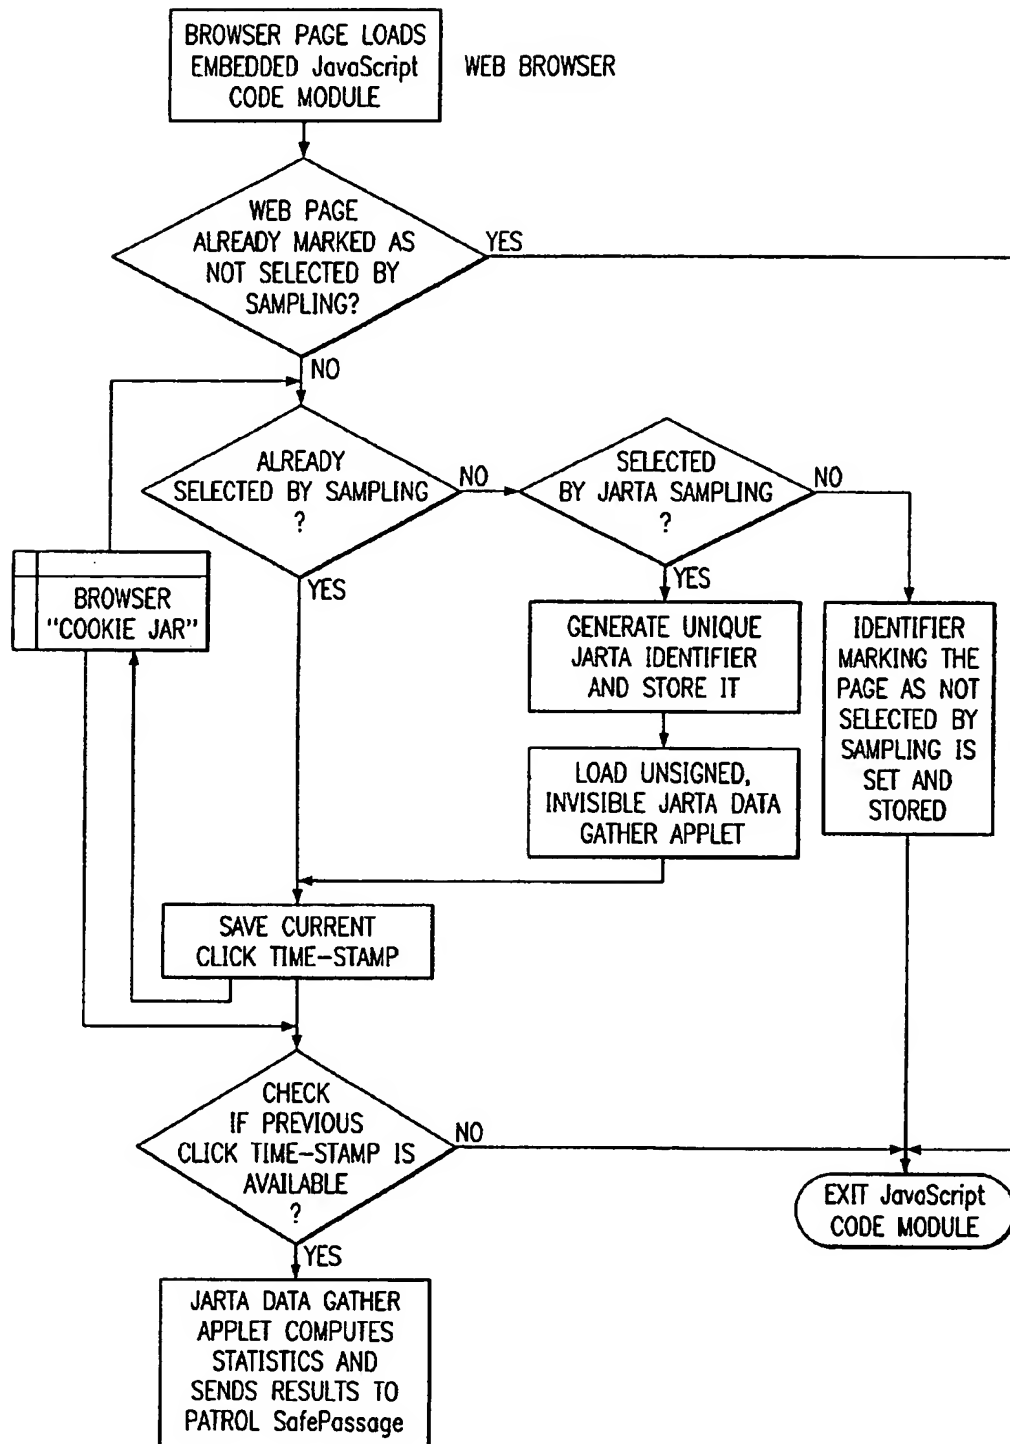 BROWSER PAGE LOADS
EMBEDDED JavaScript
CODE MODULE
WEB BROWSER
WEB PAGE
ALREADY MARKED AS
NOT SELECTED BY
SAMPLING?
YES
NO
ALREADY
SELECTED BY SAMPLING
?
NO
SELECTED
BY JARTA SAMPLING
?
NO
YES
YES
BROWSER
"COOKIE JAR"
GENERATE UNIQUE
JARTA IDENTIFIER
AND STORE IT
IDENTIFIER
MARKING THE
PAGE AS NOT
SELECTED BY
SAMPLING IS
SET AND
STORED
LOAD UNSIGNED,
INVISIBLE JARTA DATA
GATHER APPLET
SAVE CURRENT
CLICK TIME-STAMP
CHECK
IF PREVIOUS
CLICK TIME-STAMP IS
AVAILABLE
?
NO
YES
EXIT JavaScript
CODE MODULE
JARTA DATA GATHER
APPLET COMPUTES
STATISTICS AND
SENDS RESULTS TO
PATROL SafePassage